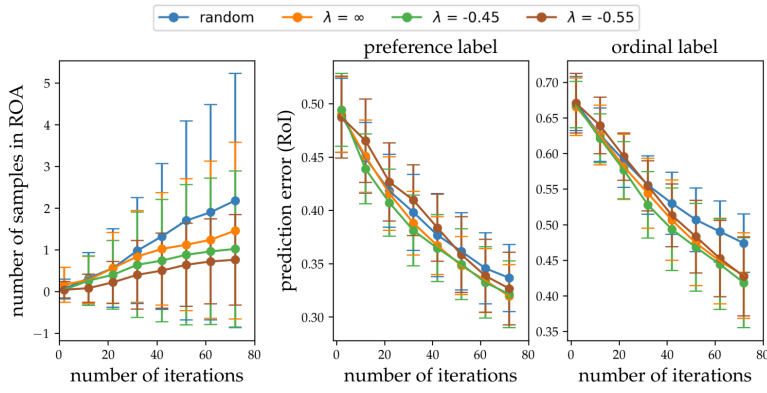 random λ = ∞ λ = -0.45 λ = -0.55
preference label
ordinal label
number of samples in ROA
5
4
3
2
1
0
−1
0 20 40 60 80
number of iterations
prediction error (RoI)
0.50
0.45
0.40
0.35
0.30
0 20 40 60 80
number of iterations
0.70
0.65
0.60
0.55
0.50
0.45
0.40
0.35
0 20 40 60 80
number of iterations